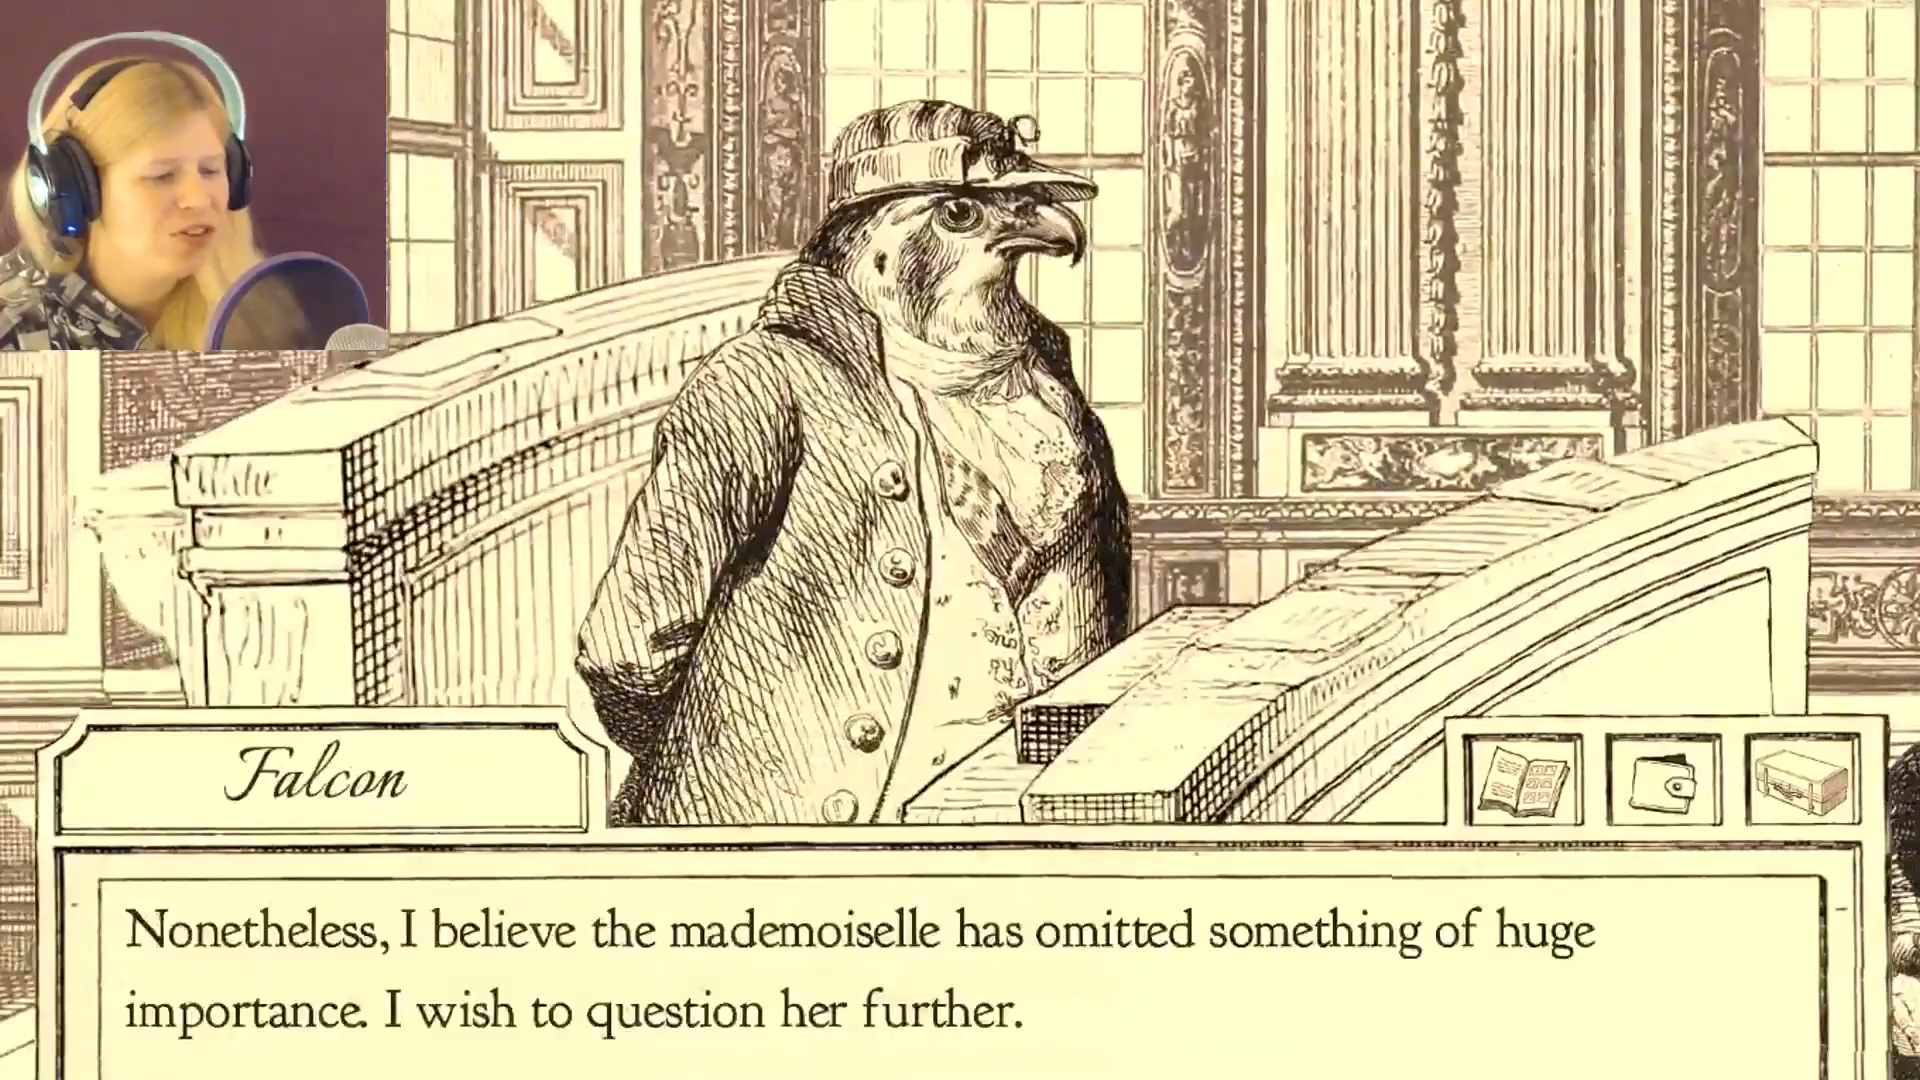 Falcon
Nonetheless, I believe the mademoiselle has omitted something of huge
importance. I wish to question her further.